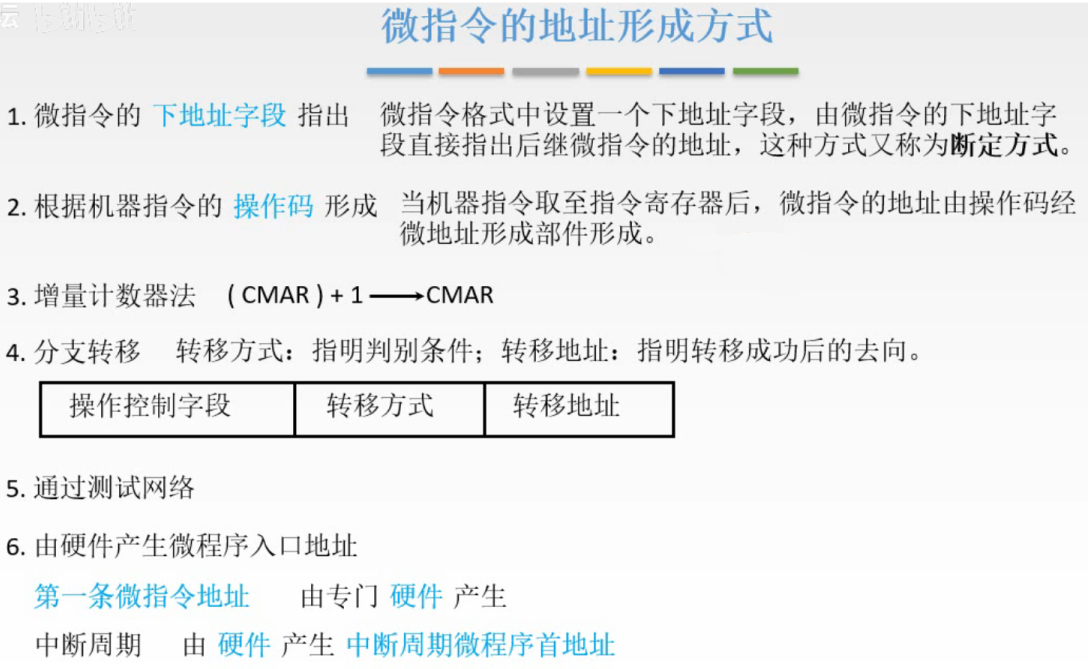 微指令的地址形成方式
1. 微指令的 下地址字段 指出 微指令格式中设置一个下地址字段，由微指令的下地址字
段直接指出后继微指令的地址，这种方式又称为断定方式。
2. 根据机器指令的 操作码 形成 当机器指令取至指令寄存器后，微指令的地址由操作码经
微地址形成部件形成。
3. 增量计数器法 ( CMAR ) + 1 ⟶ CMAR
4. 分支转移 转移方式：指明判别条件；转移地址：指明转移成功后的去向。
操作控制字段 转移方式 转移地址
5. 通过测试网络
6. 由硬件产生微程序入口地址
第一条微指令地址 由专门 硬件 产生
中断周期 由 硬件 产生 中断周期微程序首地址